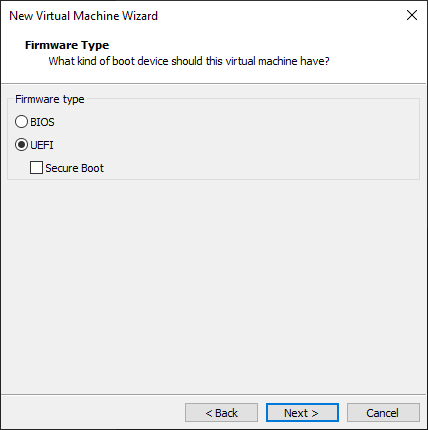 New Virtual Machine Wizard
Firmware Type
What kind of boot device should this virtual machine have?
Firmware type
BIOS
UEFI
Secure Boot
< Back
Next >
Cancel